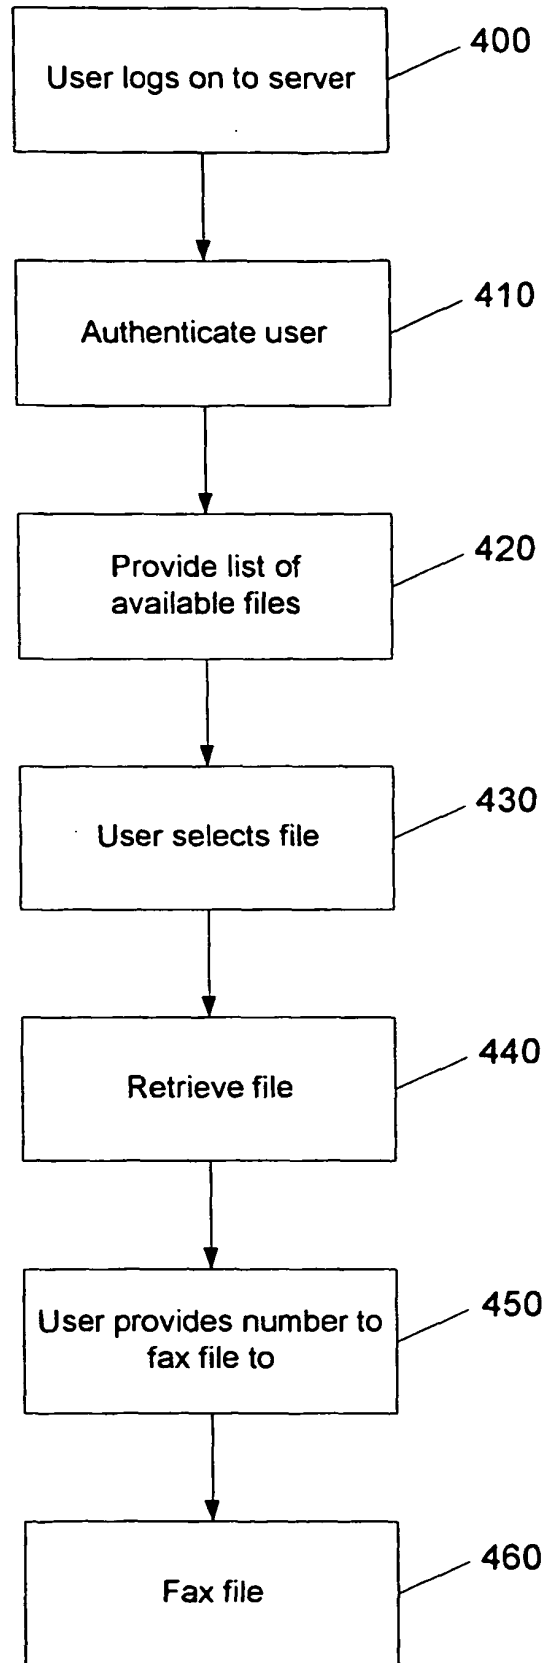 User logs on to server
400
Authenticate user
410
Provide list of
available files
420
User selects file
430
Retrieve file
440
User provides number to
fax file to
450
Fax file
460